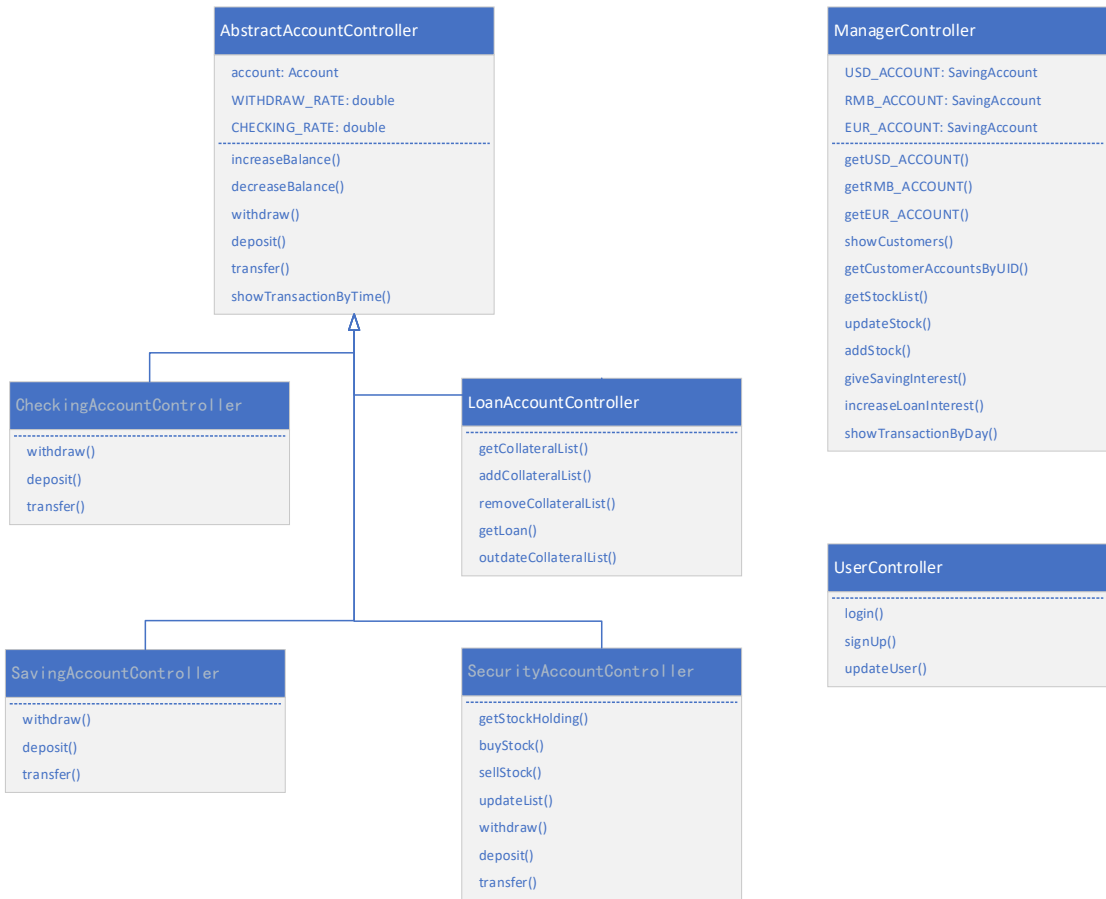 AbstractAccountController
account: Account
WITHDRAW_RATE: double
CHECKING_RATE: double
increaseBalance()
decreaseBalance()
withdraw()
deposit()
transfer()
showTransactionByTime()
ManagerController
USD_ACCOUNT: SavingAccount
RMB_ACCOUNT: SavingAccount
EUR_ACCOUNT: SavingAccount
getUSD_ACCOUNT()
getRMB_ACCOUNT()
getEUR_ACCOUNT()
showCustomers()
getCustomerAccountsByUID()
getStockList()
updateStock()
addStock()
giveSavingInterest()
increaseLoanInterest()
showTransactionByDay()
CheckingAccountController
withdraw()
deposit()
transfer()
LoanAccountController
getCollateralList()
addCollateralList()
removeCollateralList()
getLoan()
outdateCollateralList()
UserController
login()
signUp()
updateUser()
SavingAccountController
withdraw()
deposit()
transfer()
SecurityAccountController
getStockHolding()
buyStock()
sellStock()
updateList()
withdraw()
deposit()
transfer()